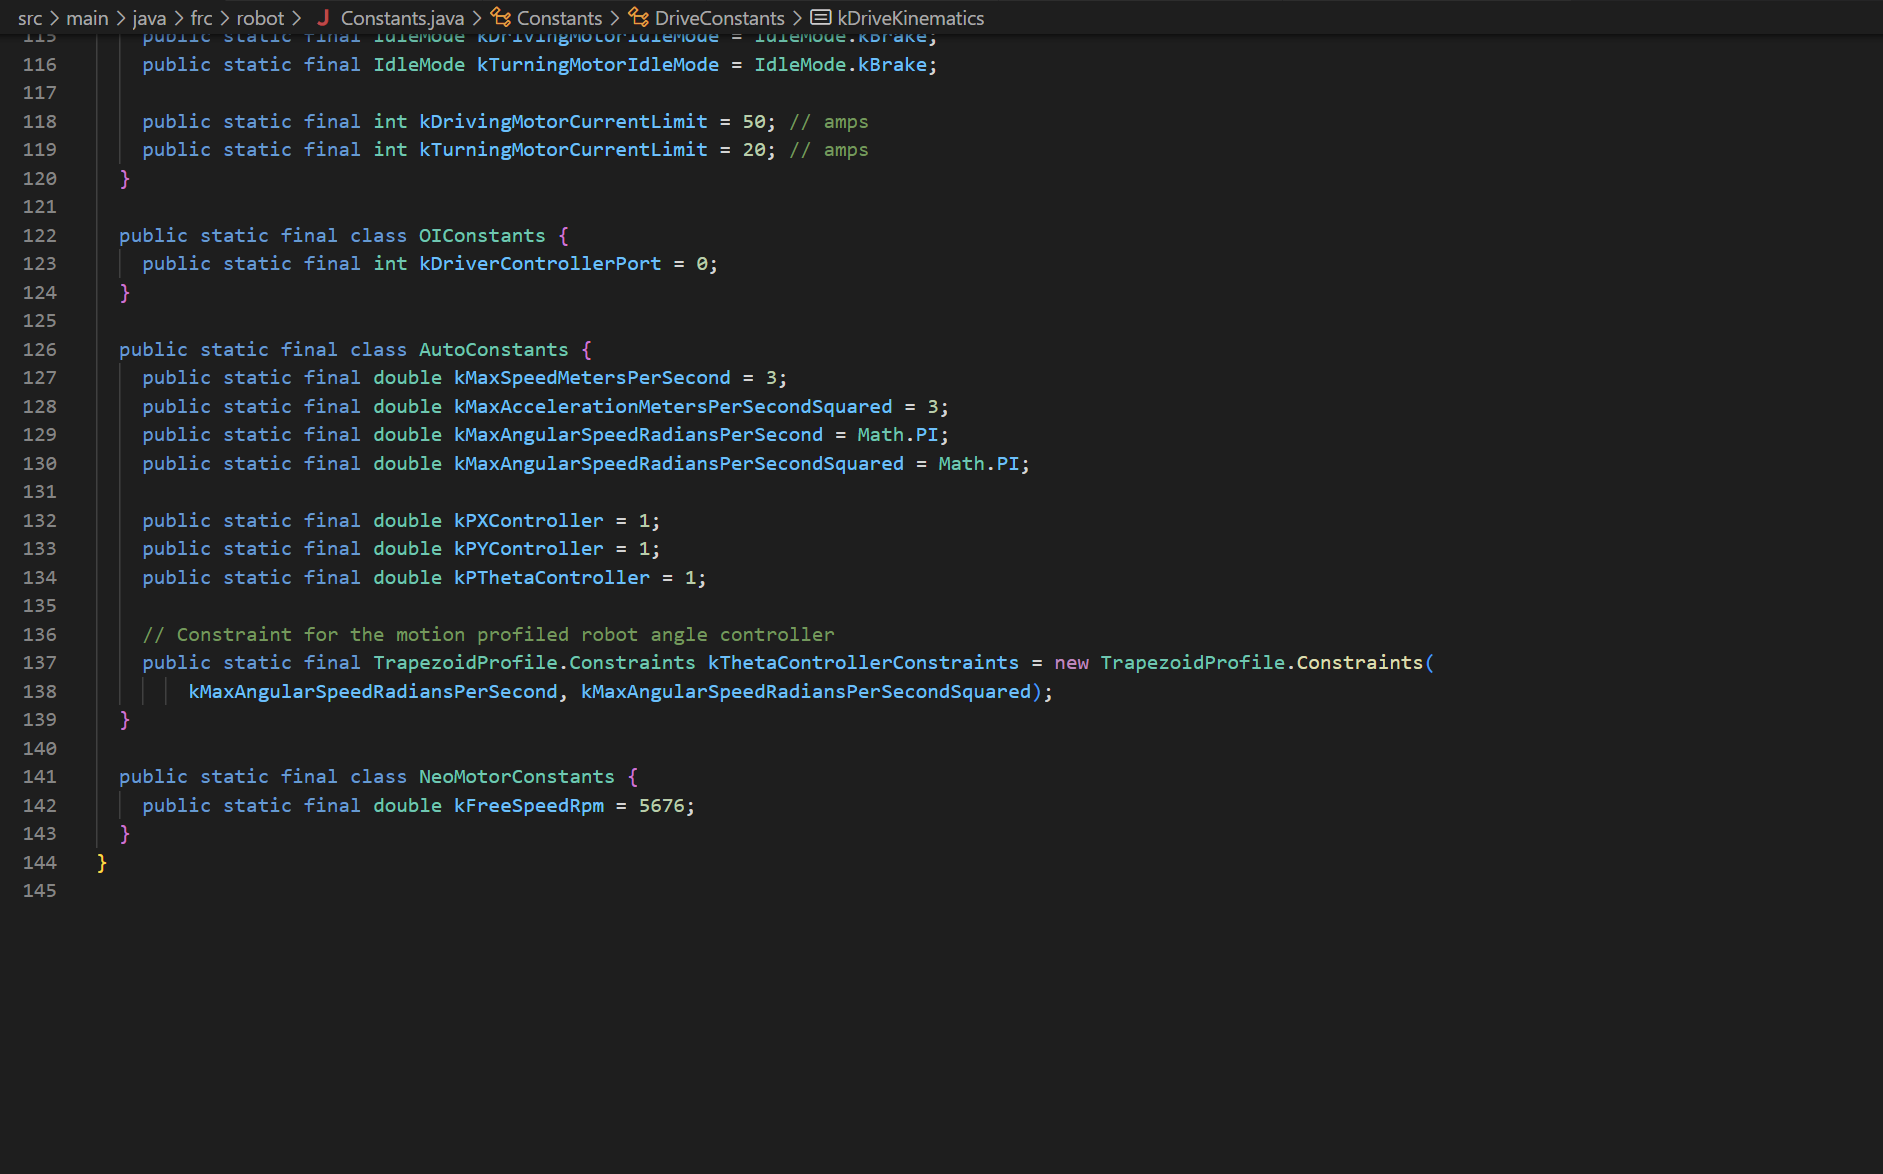 src > main > java > frc > robot > J Constants.java > Constants > DriveConstants > kDriveKinematics
115 public static final IdleMode kDrivingMotorIdleMode = IdleMode.kBrake;
116 public static final IdleMode kTurningMotorIdleMode = IdleMode.kBrake;
117
118 public static final int kDrivingMotorCurrentLimit = 50; // amps
119 public static final int kTurningMotorCurrentLimit = 20; // amps
120 }
121
122 public static final class OIConstants {
123 public static final int kDriverControllerPort = 0;
124 }
125
126 public static final class AutoConstants {
127 public static final double kMaxSpeedMetersPerSecond = 3;
128 public static final double kMaxAccelerationMetersPerSecondSquared = 3;
129 public static final double kMaxAngularSpeedRadiansPerSecond = Math.PI;
130 public static final double kMaxAngularSpeedRadiansPerSecondSquared = Math.PI;
131
132 public static final double kPXController = 1;
133 public static final double kPYController = 1;
134 public static final double kPThetaController = 1;
135
136 // Constraint for the motion profiled robot angle controller
137 public static final TrapezoidProfile.Constraints kThetaControllerConstraints = new TrapezoidProfile.Constraints(
138 kMaxAngularSpeedRadiansPerSecond, kMaxAngularSpeedRadiansPerSecondSquared);
139 }
140
141 public static final class NeoMotorConstants {
142 public static final double kFreeSpeedRpm = 5676;
143 }
144 }
145